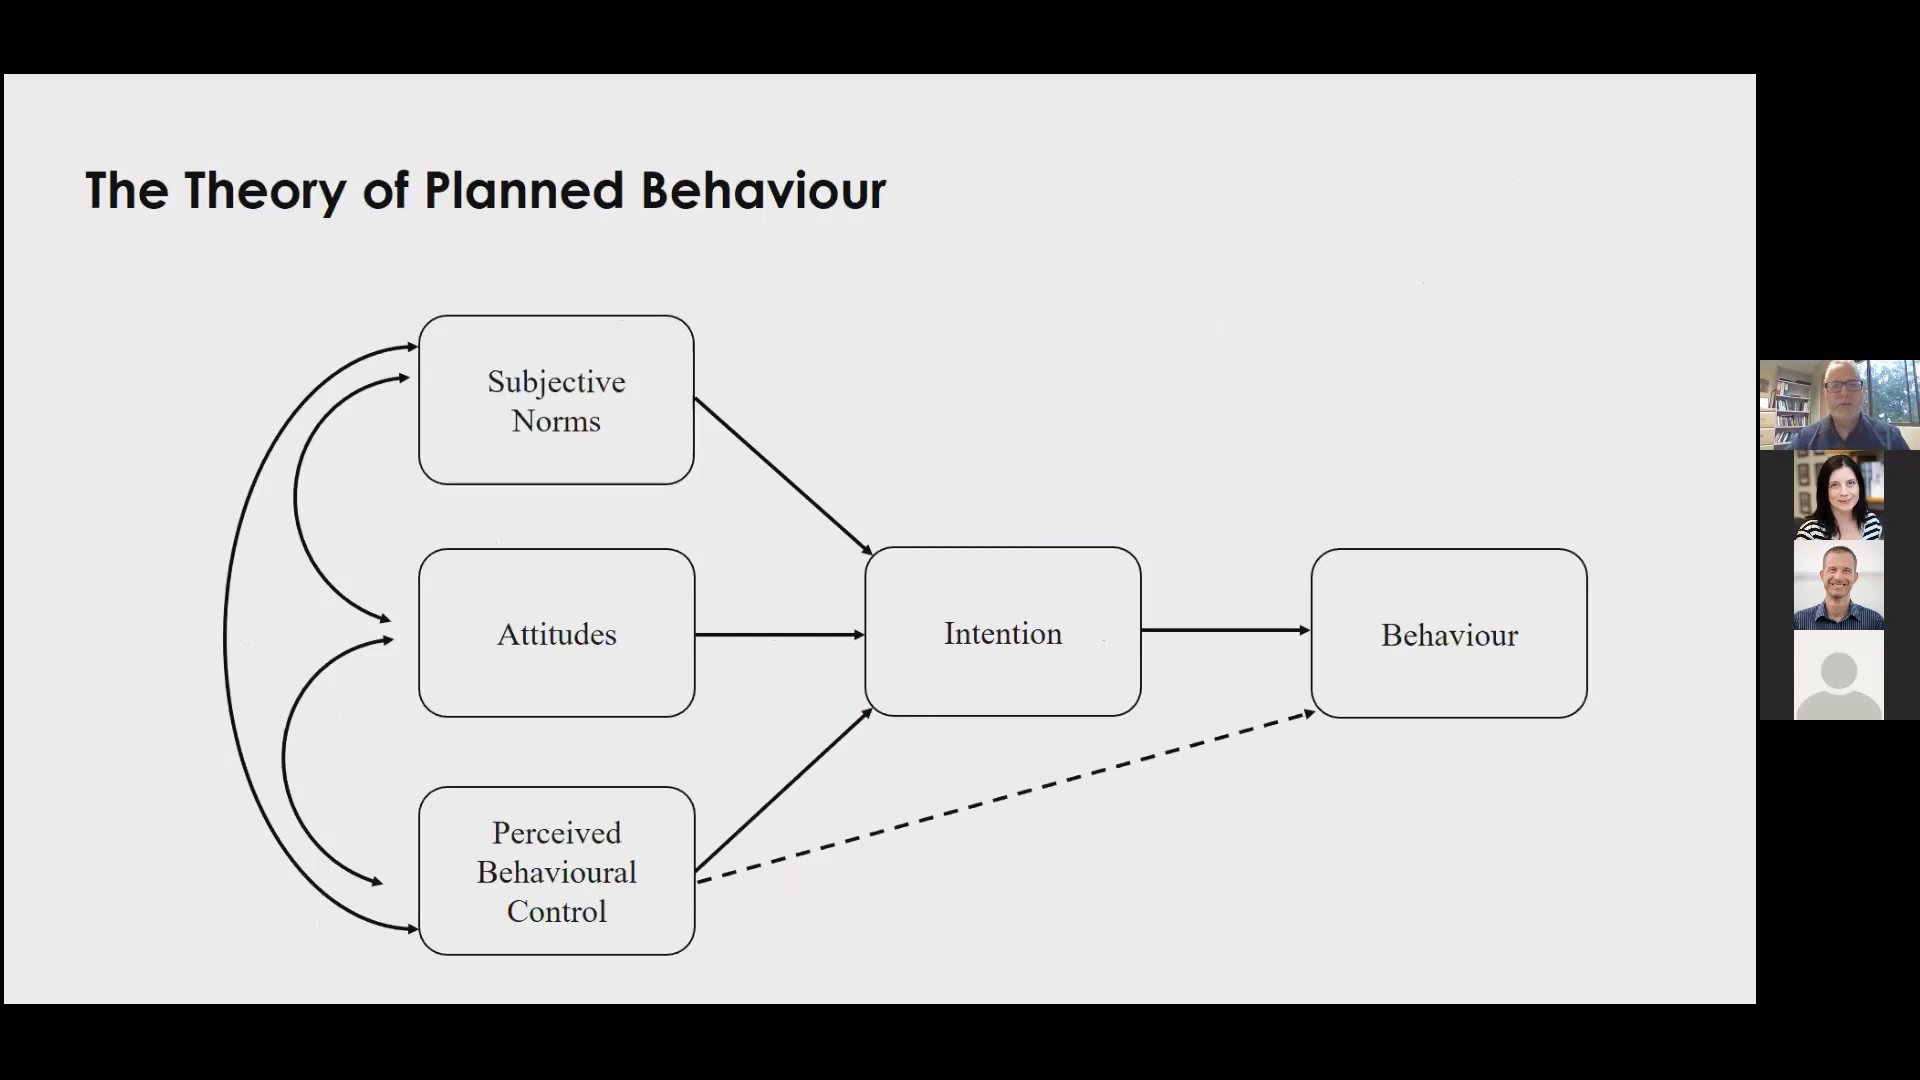 The Theory of Planned Behaviour
Subjective
Norms
Attitudes
Intention
Behaviour
Perceived
Behavioural
Control